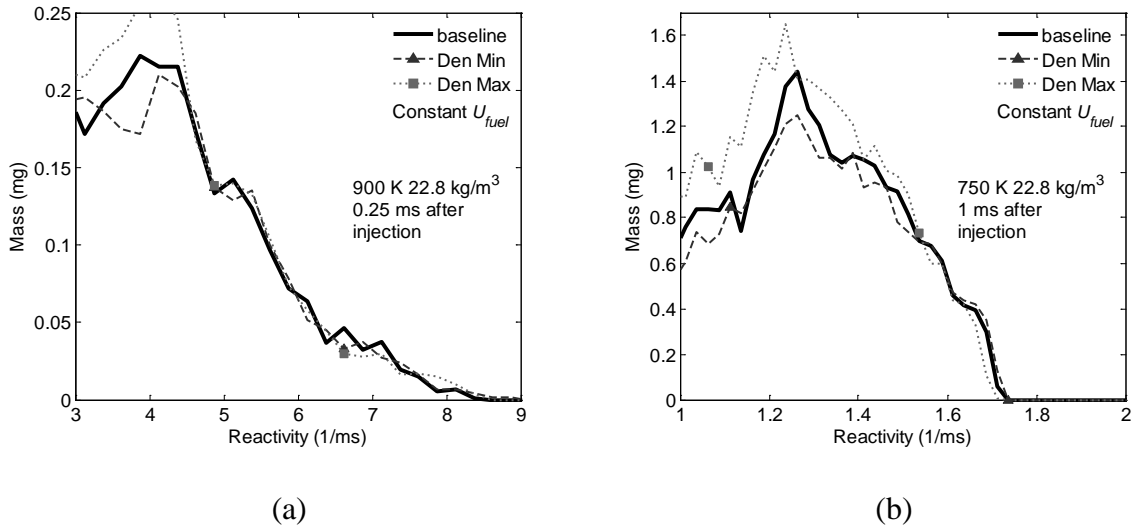 0.25
0.2
0.15
0.1
0.05
0
Mass (mg)
3 4 5 6 7 8 9
Reactivity (1/ms)
baseline
Den Min
Den Max
Constant U_fuel
900 K 22.8 kg/m³
0.25 ms after
injection
(a)
1.6
1.4
1.2
1
0.8
0.6
0.4
0.2
0
Mass (mg)
1 1.2 1.4 1.6 1.8 2
Reactivity (1/ms)
baseline
Den Min
Den Max
Constant U_fuel
750 K 22.8 kg/m³
1 ms after
injection
(b)